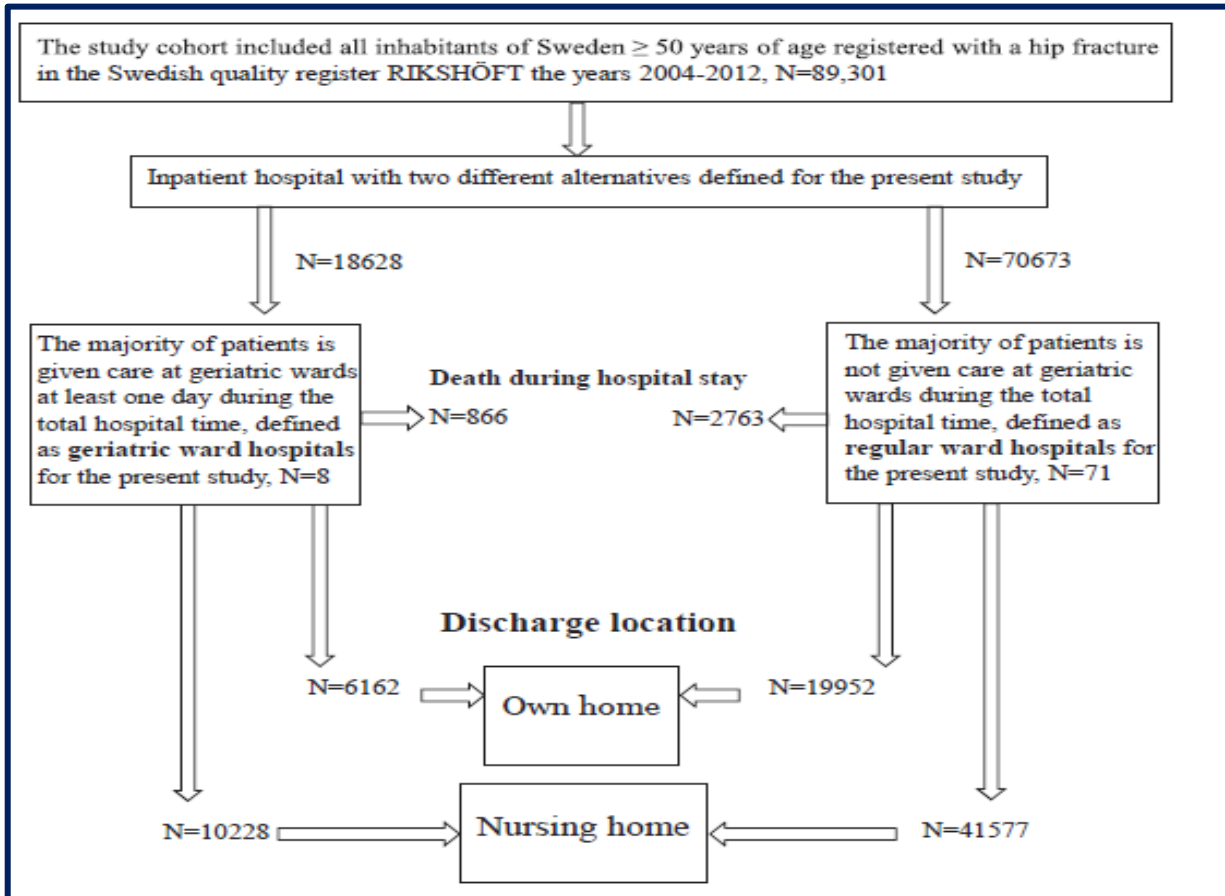 The study cohort included all inhabitants of Sweden ≥ 50 years of age registered with a hip fracture
in the Swedish quality register RIKSHÖFT the years 2004-2012, N=89,301
Inpatient hospital with two different alternatives defined for the present study
N=18628
N=70673
The majority of patients is
given care at geriatric wards
at least one day during the
total hospital time, defined
as geriatric ward hospitals
for the present study, N=8
Death during hospital stay
N=866
N=2763
The majority of patients is
not given care at geriatric
wards during the total
hospital time, defined as
regular ward hospitals for
the present study, N=71
Discharge location
N=6162
Own home
N=19952
N=10228
Nursing home
N=41577